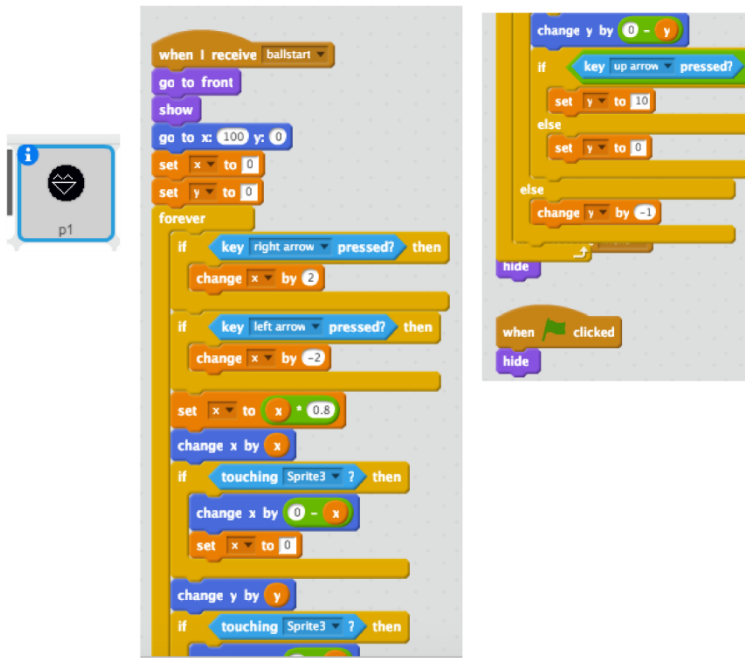 p1
when I receive ballstart
go to front
show
go to x: 100 y: 0
set x to 0
set y to 0
forever
if key right arrow pressed? then
change x by 2
if key left arrow pressed? then
change x by -2
set x to x * 0.8
change x by x
if touching Sprite3 ? then
change x by 0 - x
set x to 0
change y by y
if touching Sprite3 ? then
change y by 0 - y
if key up arrow pressed?
set y to 10
else
set y to 0
else
change y by -1
hide
when clicked
hide